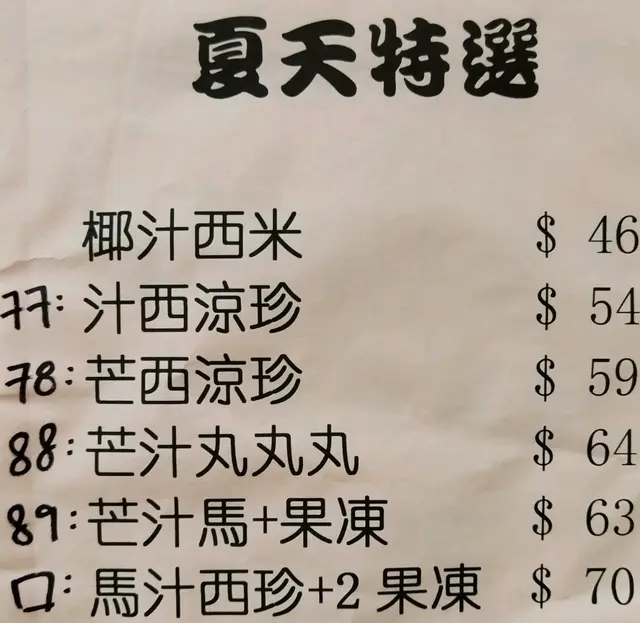 夏天特選
椰汁西米 $ 46
77: 汁西涼珍 $ 54
78: 芒西涼珍 $ 59
88: 芒汁丸丸丸 $ 64
89: 芒汁馬+果凍 $ 63
口: 馬汁西珍+2 果凍 $ 70